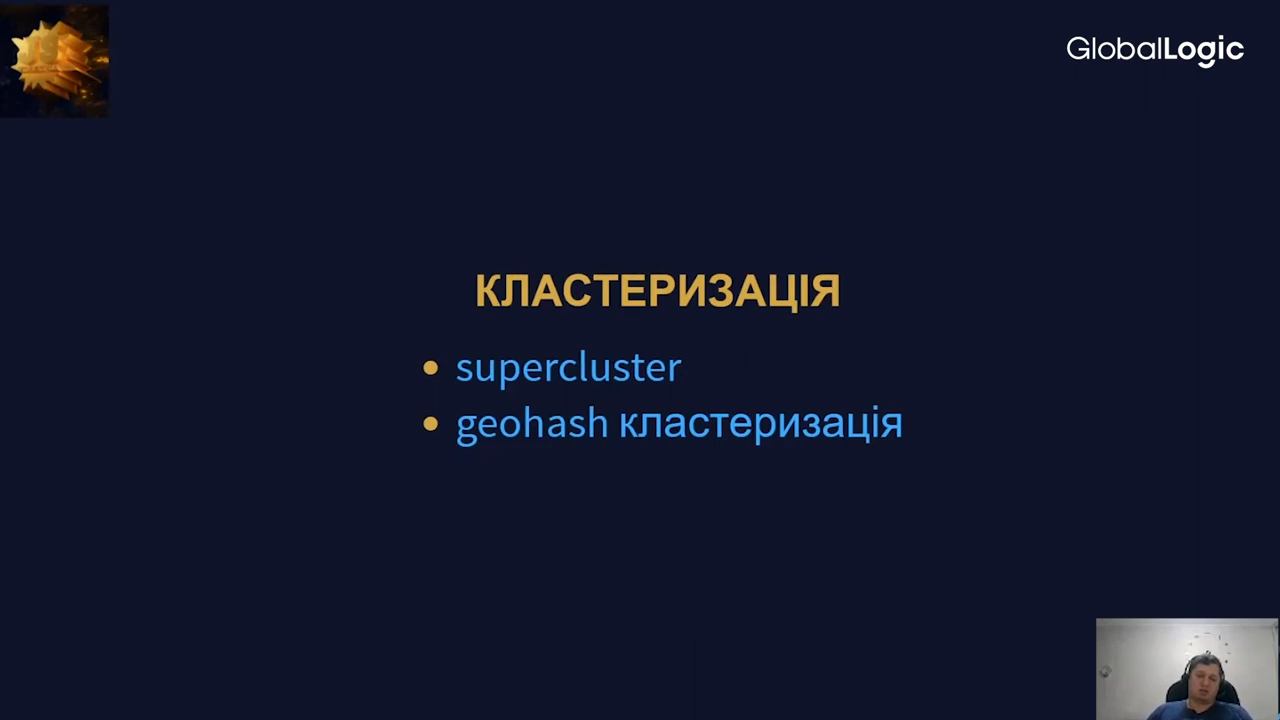 GlobalLogic
КЛАСТЕРИЗАЦІЯ
supercluster
geohash кластеризація